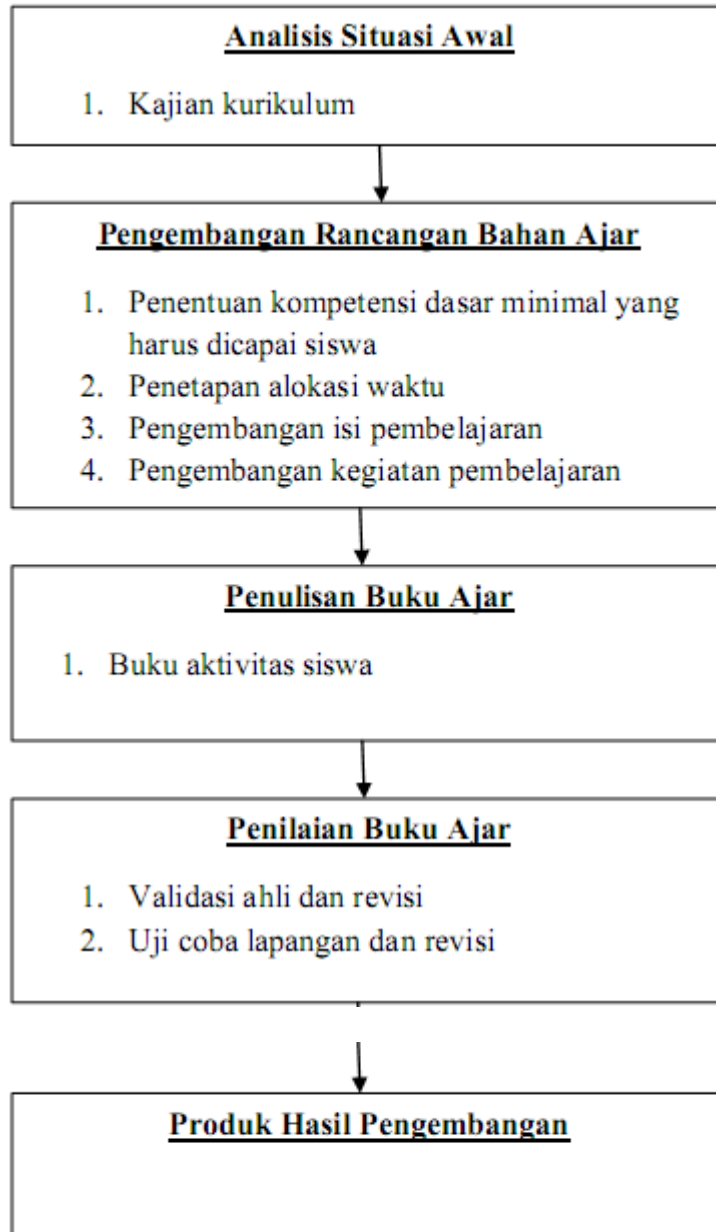 Analisis Situasi Awal
1. Kajian kurikulum
Pengembangan Rancangan Bahan Ajar
1. Penentuan kompetensi dasar minimal yang
harus dicapai siswa
2. Penetapan alokasi waktu
3. Pengembangan isi pembelajaran
4. Pengembangan kegiatan pembelajaran
Penulisan Buku Ajar
1. Buku aktivitas siswa
Penilaian Buku Ajar
1. Validasi ahli dan revisi
2. Uji coba lapangan dan revisi
Produk Hasil Pengembangan